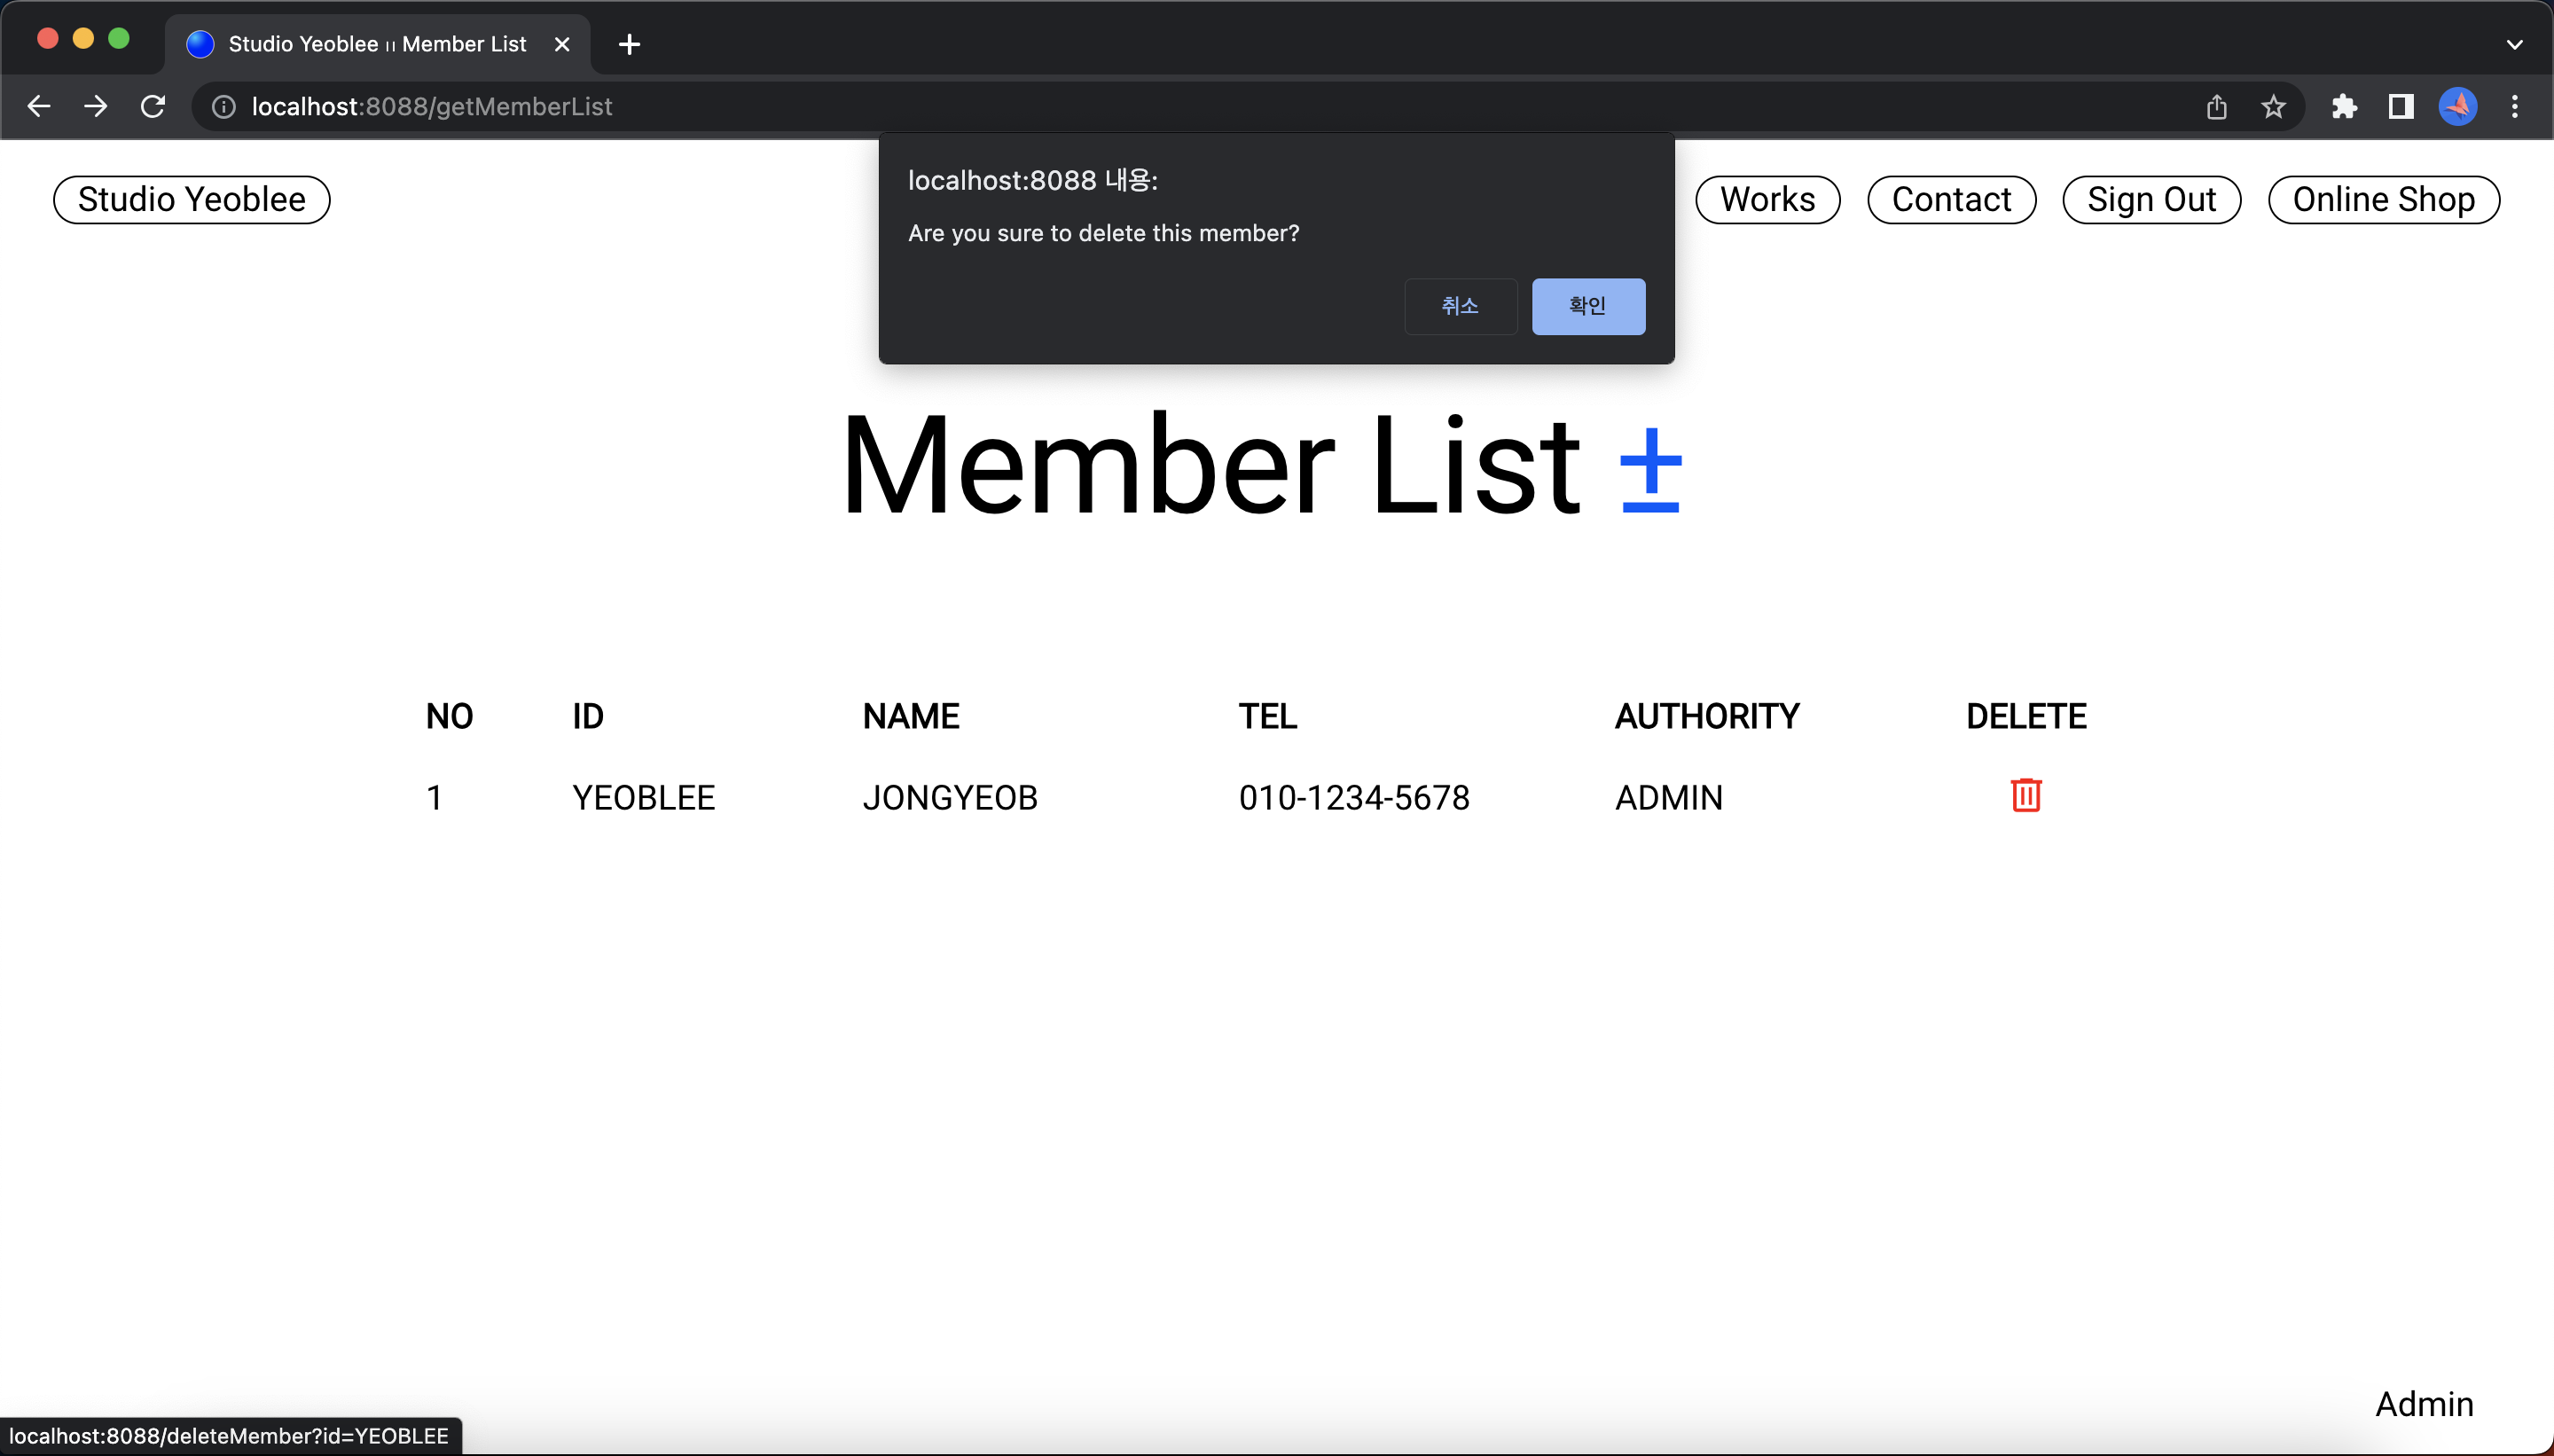 Studio Yeoblee ıı Member List
localhost:8088/getMemberList
localhost:8088 내용:
Are you sure to delete this member?
취소 확인
Studio Yeoblee Works Contact Sign Out Online Shop
Member List ±
NO ID NAME TEL AUTHORITY DELETE
1 YEOBLEE JONGYEOB 010-1234-5678 ADMIN
Admin
localhost:8088/deleteMember?id=YEOBLEE